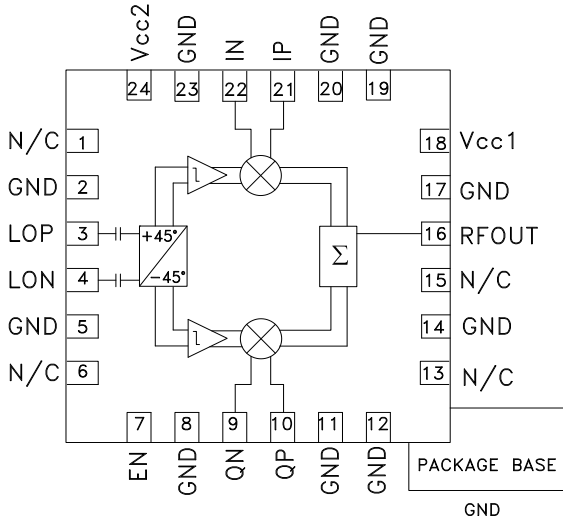 Vcc2 GND IN IP GND GND
24 23 22 21 20 19
N/C 1 18 Vcc1
GND 2 17 GND
LOP 3 +45° 16 RFOUT
LON 4 -45° Σ 15 N/C
GND 5 14 GND
N/C 6 13 N/C
7 8 9 10 11 12
EN GND QN QP GND GND
PACKAGE BASE
GND